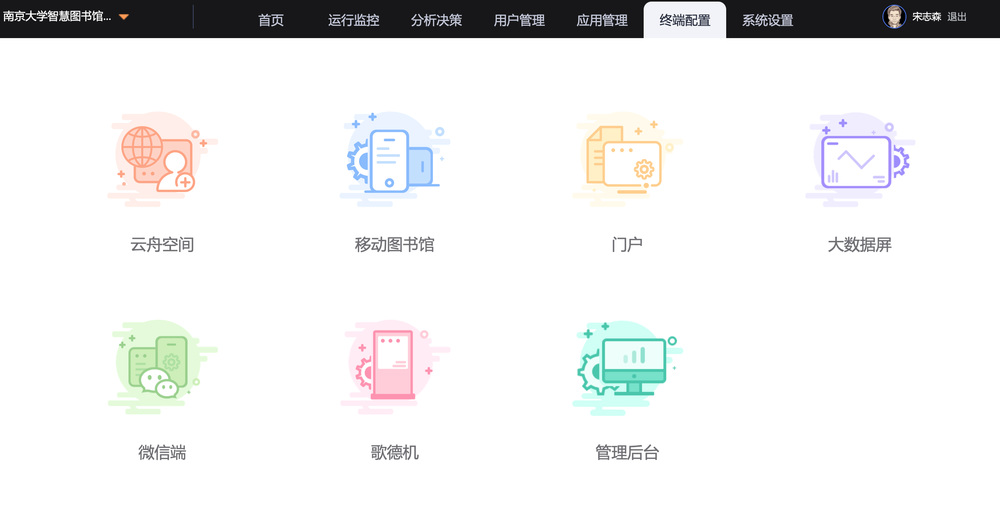 南京大学智慧图书馆... 首页 运行监控 分析决策 用户管理 应用管理 终端配置 系统设置 宋志森 退出
云舟空间 移动图书馆 门户 大数据屏
微信端 歌德机 管理后台